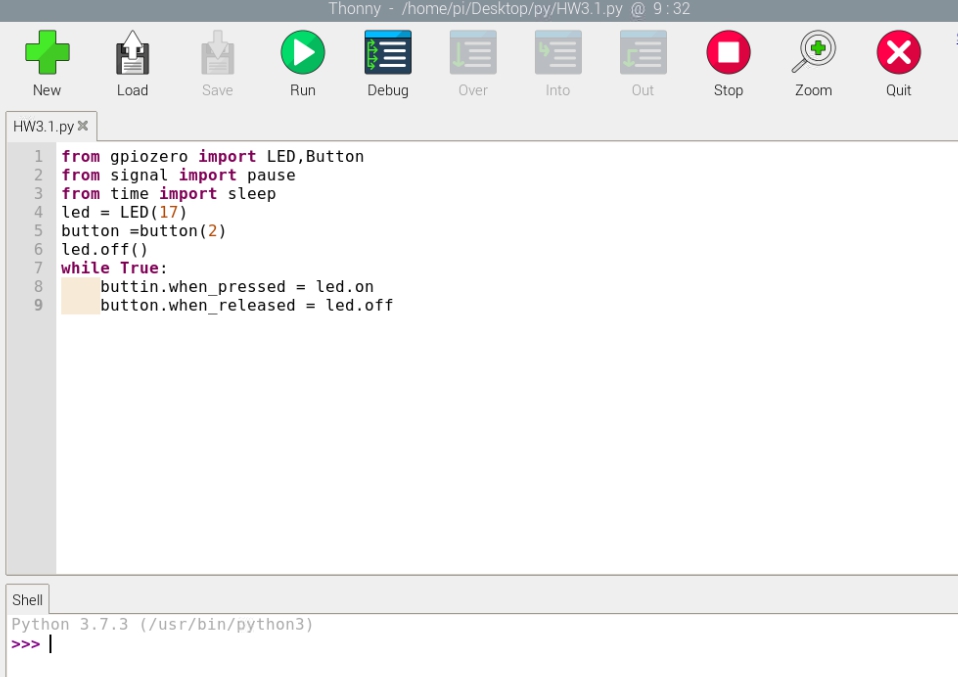 Thonny - /home/pi/Desktop/py/HW3.1.py @ 9:32
New Load Save Run Debug Over Into Out Stop Zoom Quit
HW3.1.py
1 from gpiozero import LED,Button
2 from signal import pause
3 from time import sleep
4 led = LED(17)
5 button =button(2)
6 led.off()
7 while True:
8     buttin.when_pressed = led.on
9     button.when_released = led.off
Shell
Python 3.7.3 (/usr/bin/python3)
>>>